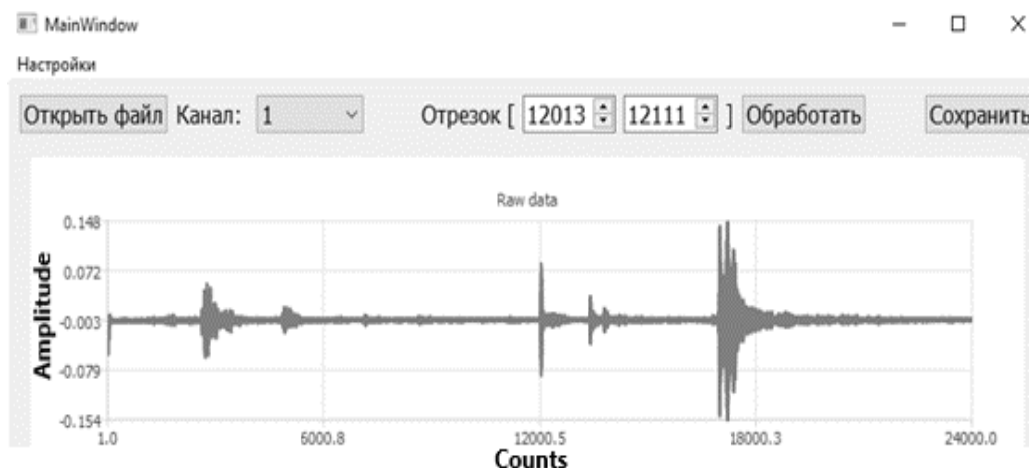 MainWindow
Настройки
Открыть файл Канал: 1 Отрезок [ 12013 12111 ] Обработать Сохранить
Raw data
0.148
0.072
-0.003
-0.079
-0.154
Amplitude
1.0 6000.8 12000.5 18000.3 24000.0
Counts